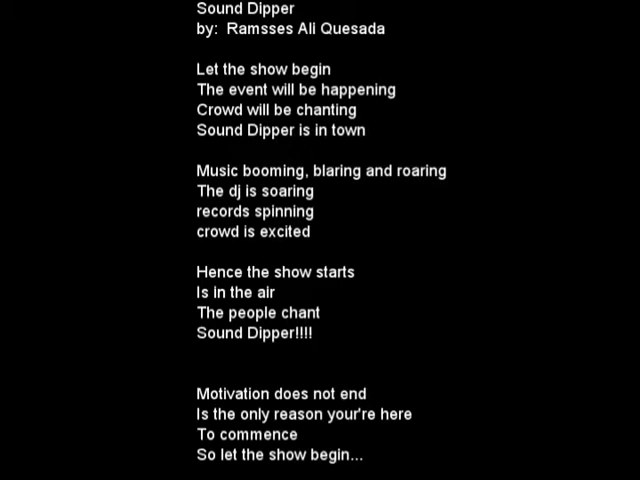 Sound Dipper
by:  Ramsses Ali Quesada
Let the show begin
The event will be happening
Crowd will be chanting
Sound Dipper is in town
Music booming, blaring and roaring
The dj is soaring
records spinning
crowd is excited
Hence the show starts
Is in the air
The people chant
Sound Dipper!!!!
Motivation does not end
Is the only reason your're here
To commence
So let the show begin...